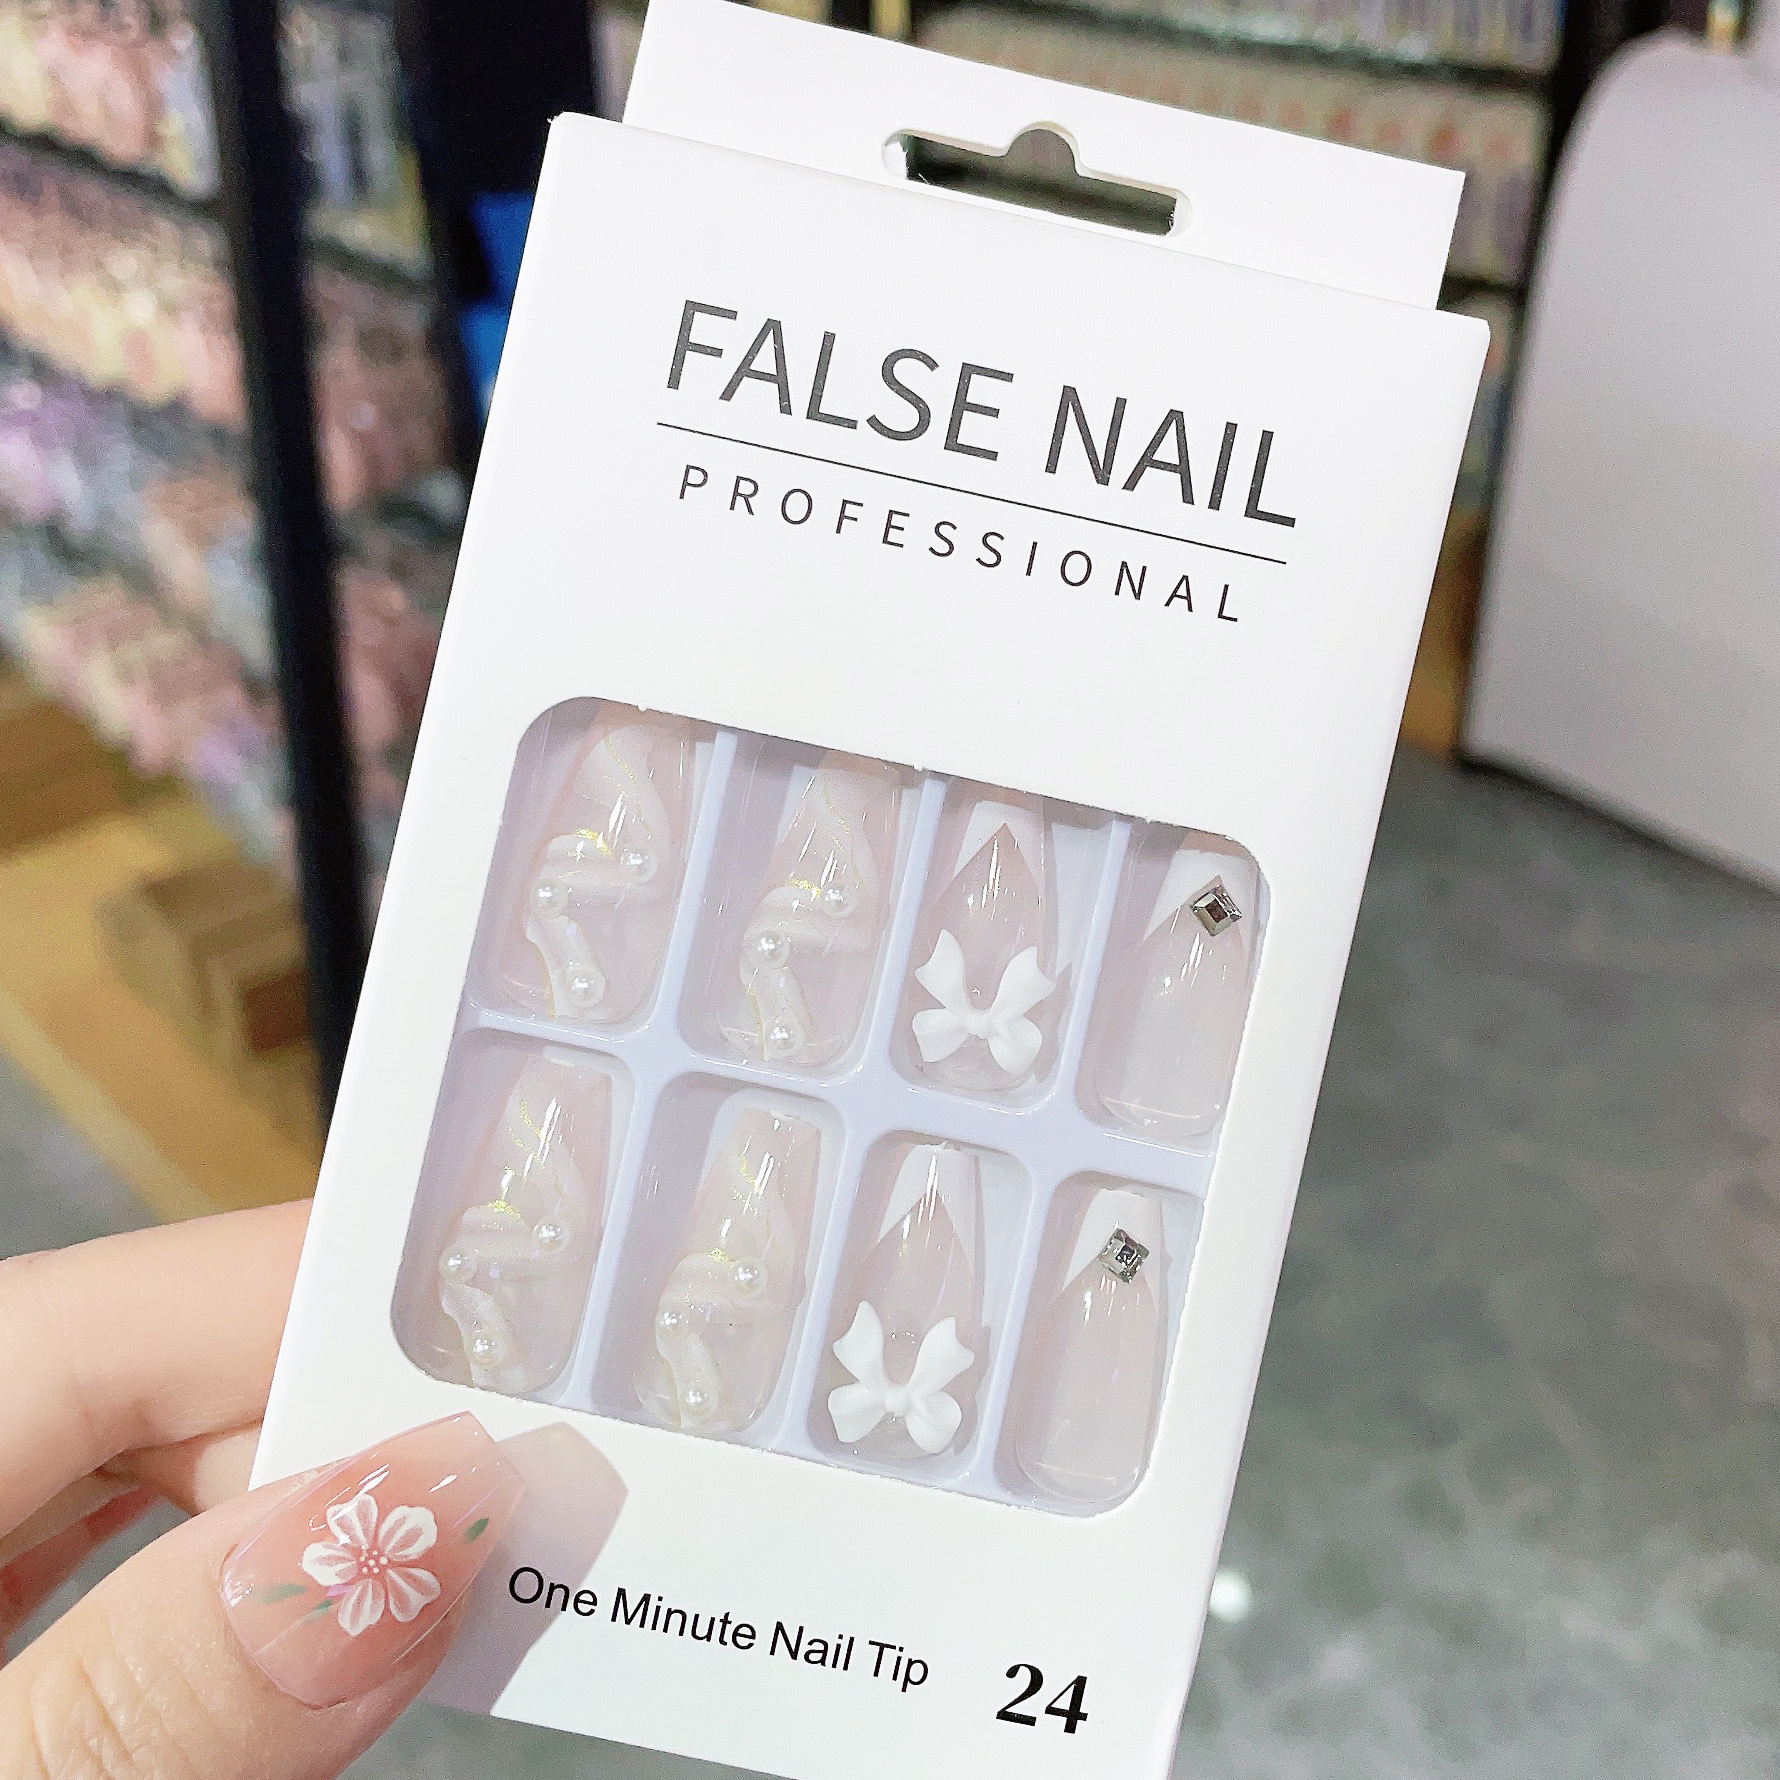 FALSE NAIL
PROFESSIONAL
One Minute Nail Tip 24